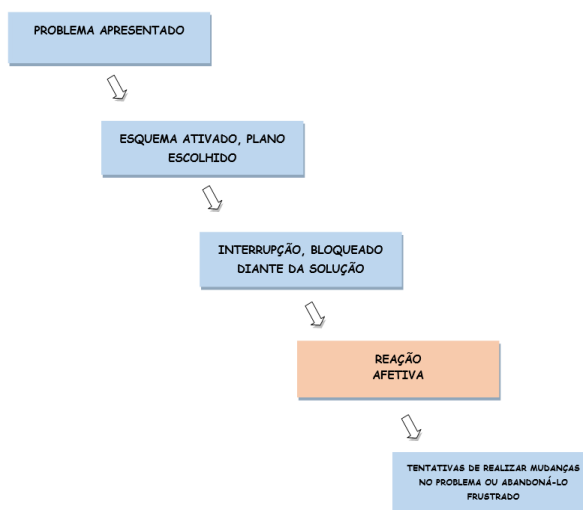 PROBLEMA APRESENTADO
ESQUEMA ATIVADO, PLANO
ESCOLHIDO
INTERRUPÇÃO, BLOQUEADO
DIANTE DA SOLUÇÃO
REAÇÃO
AFETIVA
TENTATIVAS DE REALIZAR MUDANÇAS
NO PROBLEMA OU ABANDONÁ-LO
FRUSTRADO